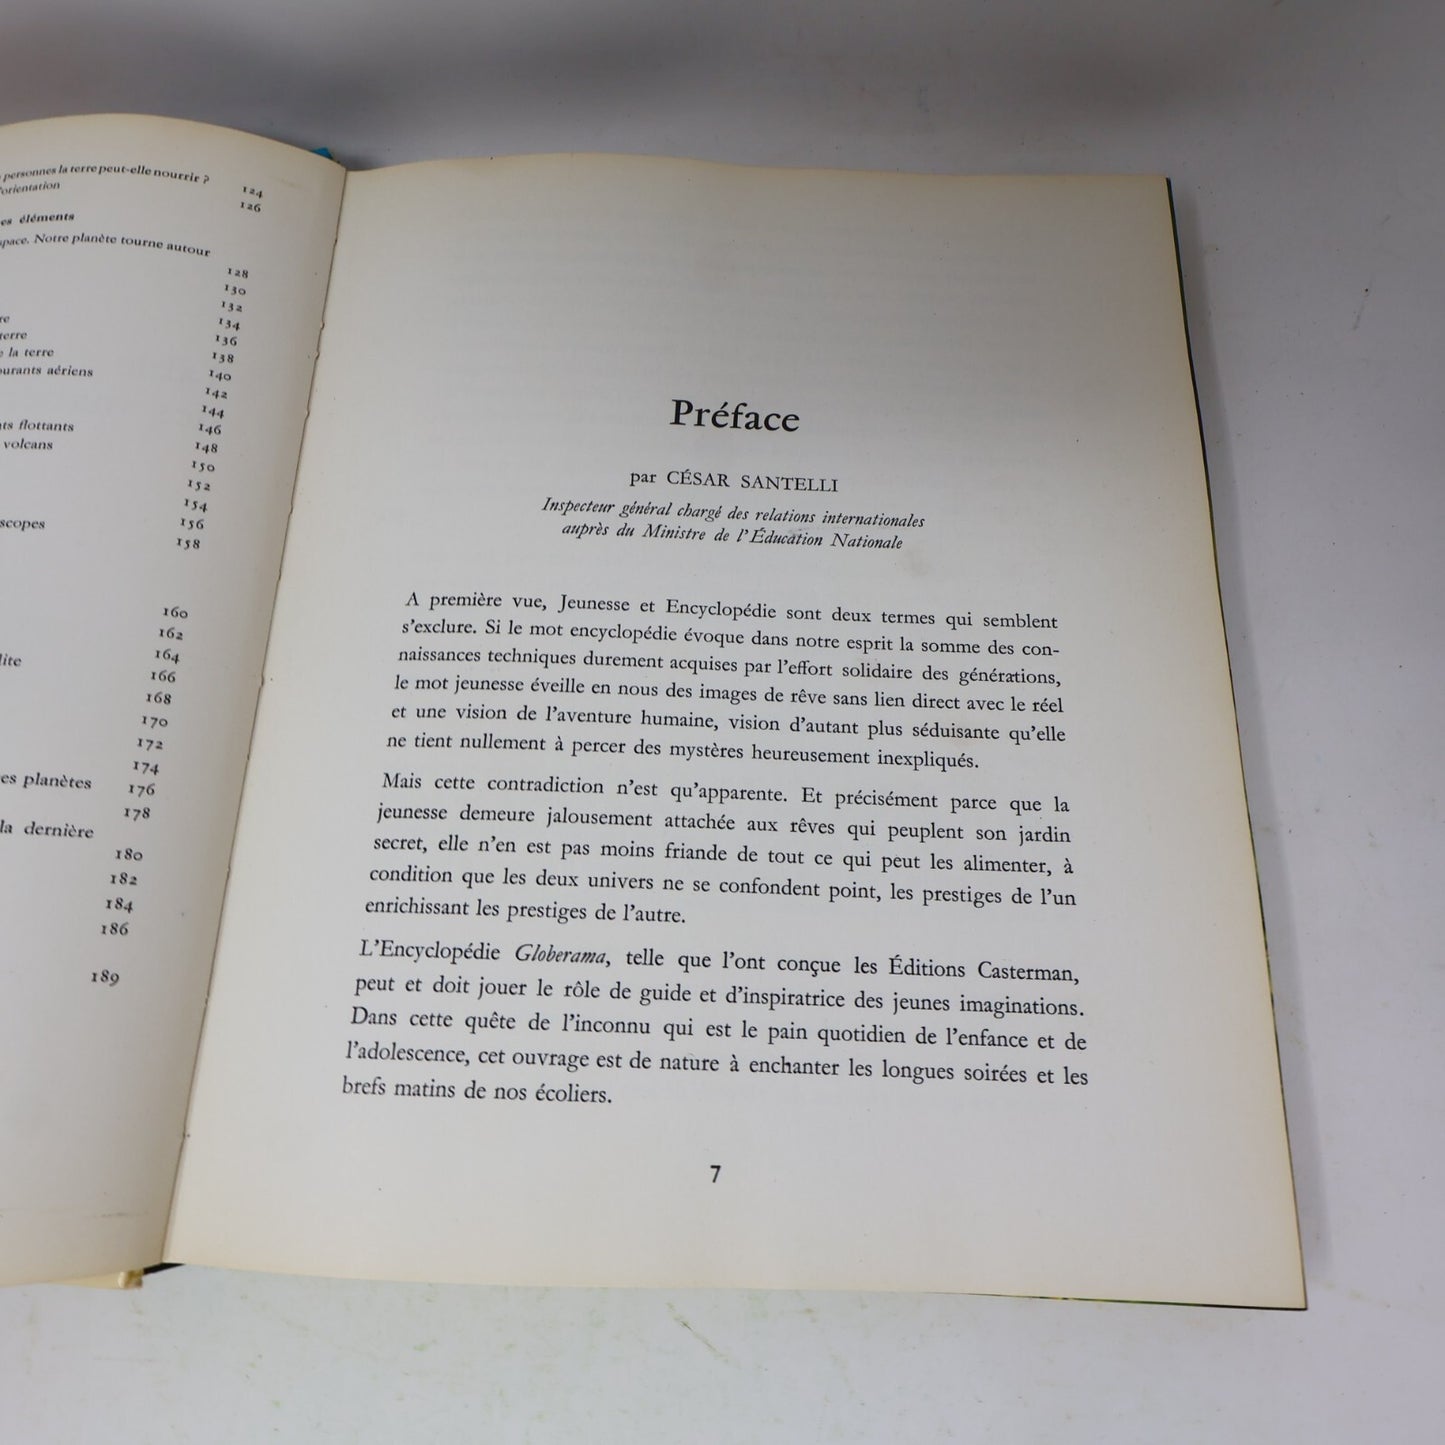 personnes la terre peut-elle nourrir ? 124
l'orientation 126
es éléments
space. Notre planète tourne autour
128
130
132
re 134
terre 136
e la terre 138
ourants aériens 140
142
144
ts flottants 146
volcans 148
150
152
154
scopes 156
158
160
162
lite 164
166
168
170
172
174
es planètes 176
178
la dernière
180
182
184
186
189
Préface
par CÉSAR SANTELLI
Inspecteur général chargé des relations internationales
auprès du Ministre de l'Éducation Nationale
A première vue, Jeunesse et Encyclopédie sont deux termes qui semblent
s'exclure. Si le mot encyclopédie évoque dans notre esprit la somme des con-
naissances techniques durement acquises par l'effort solidaire des générations,
le mot jeunesse éveille en nous des images de rêve sans lien direct avec le réel
et une vision de l'aventure humaine, vision d'autant plus séduisante qu'elle
ne tient nullement à percer des mystères heureusement inexpliqués.
Mais cette contradiction n'est qu'apparente. Et précisément parce que la
jeunesse demeure jalousement attachée aux rêves qui peuplent son jardin
secret, elle n'en est pas moins friande de tout ce qui peut les alimenter, à
condition que les deux univers ne se confondent point, les prestiges de l'un
enrichissant les prestiges de l'autre.
L'Encyclopédie Globerama, telle que l'ont conçue les Éditions Casterman,
peut et doit jouer le rôle de guide et d'inspiratrice des jeunes imaginations.
Dans cette quête de l'inconnu qui est le pain quotidien de l'enfance et de
l'adolescence, cet ouvrage est de nature à enchanter les longues soirées et les
brefs matins de nos écoliers.
7